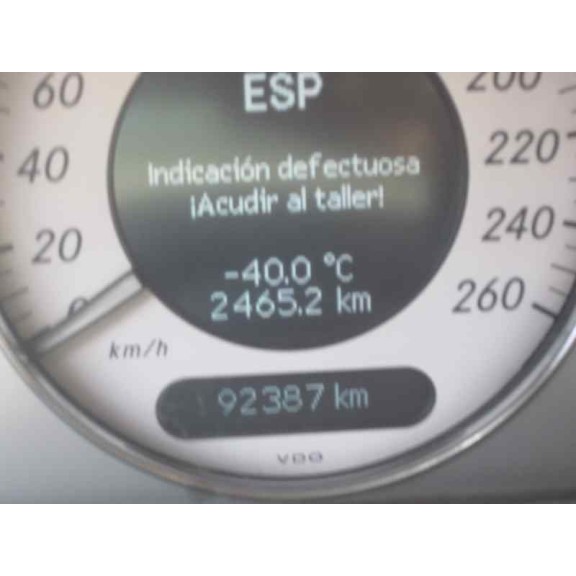 ESP
Indicación defectuosa
¡Acudir al taller!
-40.0 °C
2465.2 km
60
40
20
0
km/h
200
220
240
260
92387 km
VDO